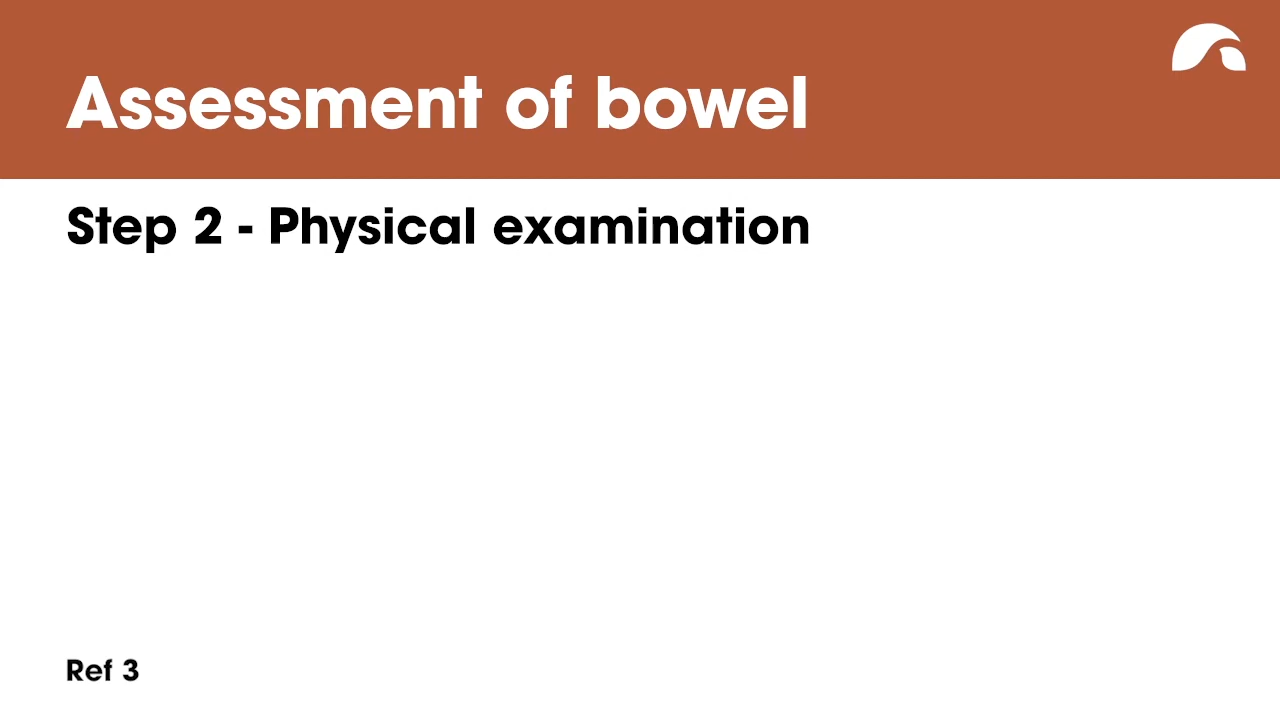 Assessment of bowel
Step 2 - Physical examination
Ref 3